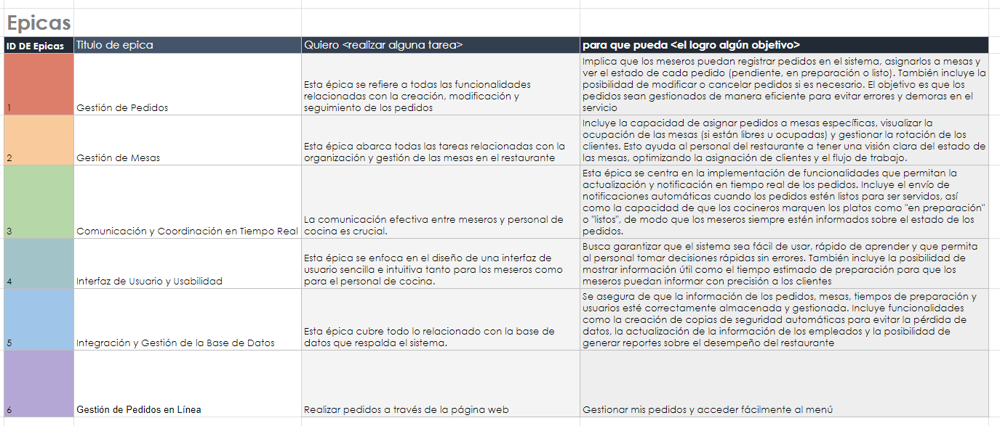 Epicas
ID DE Epicas
Titulo de epica
Quiero <realizar alguna tarea>
para que pueda <el logro algún objetivo>
1
Gestión de Pedidos
Esta épica se refiere a todas las funcionalidades
relacionadas con la creación, modificación y
seguimiento de los pedidos
Implica que los meseros puedan registrar pedidos en el sistema, asignarlos a mesas y
ver el estado de cada pedido (pendiente, en preparación o listo). También incluye la
posibilidad de modificar o cancelar pedidos si es necesario. El objetivo es que los
pedidos sean gestionados de manera eficiente para evitar errores y demoras en el
servicio
2
Gestión de Mesas
Esta épica abarca todas las tareas relacionadas con la
organización y gestión de las mesas en el restaurante
Incluye la capacidad de asignar pedidos a mesas específicas, visualizar la
ocupación de las mesas (si están libres u ocupadas) y gestionar la rotación de los
clientes. Esto ayuda al personal del restaurante a tener una visión clara del estado de
las mesas, optimizando la asignación de clientes y el flujo de trabajo.
3
Comunicación y Coordinación en Tiempo Real
La comunicación efectiva entre meseros y personal de
cocina es crucial.
Esta épica se centra en la implementación de funcionalidades que permitan la
actualización y notificación en tiempo real de los pedidos. Incluye el envío de
notificaciones automáticas cuando los pedidos estén listos para ser servidos, así
como la capacidad de que los cocineros marquen los platos como "en preparación"
o "listos", de modo que los meseros siempre estén informados sobre el estado de los
pedidos.
4
Interfaz de Usuario y Usabilidad
Esta épica se enfoca en el diseño de una interfaz de
usuario sencilla e intuitiva tanto para los meseros como
para el personal de cocina.
Busca garantizar que el sistema sea fácil de usar, rápido de aprender y que permita
al personal tomar decisiones rápidas sin errores. También incluye la posibilidad de
mostrar información útil como el tiempo estimado de preparación para que los
meseros puedan informar con precisión a los clientes
5
Integración y Gestión de la Base de Datos
Esta épica cubre todo lo relacionado con la base de
datos que respalda el sistema.
Se asegura de que la información de los pedidos, mesas, tiempos de preparación y
usuarios esté correctamente almacenada y gestionada. Incluye funcionalidades
como la creación de copias de seguridad automáticas para evitar la pérdida de
datos, la actualización de la información de los empleados y la posibilidad de
generar reportes sobre el desempeño del restaurante
6
Gestión de Pedidos en Línea
Realizar pedidos a través de la página web
Gestionar mis pedidos y acceder fácilmente al menú